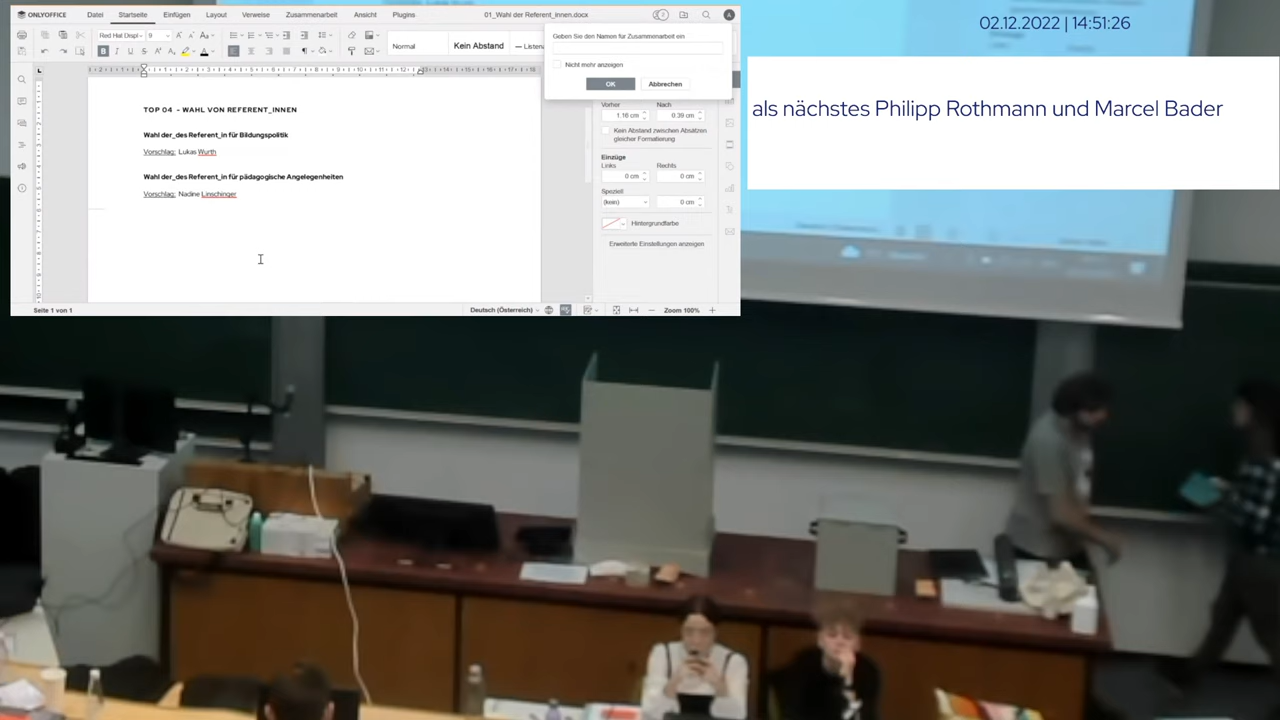 ONLYOFFICE
Datei Startseite Einfügen Layout Verweise Zusammenarbeit Ansicht Plugins
01_Wahl der Referent_innen.docx
02.12.2022 | 14:51:26
Geben Sie den Namen für Zusammenarbeit ein
Nicht mehr anzeigen
OK Abbrechen
Red Hat Displ 9
Normal Kein Abstand
als nächstes Philipp Rothmann und Marcel Bader
TOP 04 - WAHL VON REFERENT_INNEN
Wahl der_des Referent_in für Bildungspolitik
Vorschlag: Lukas Wurth
Wahl der_des Referent_in für pädagogische Angelegenheiten
Vorschlag: Nadine Linschinger
Vorher Nach
1.16 cm 0.39 cm
Kein Abstand zwischen Absätzen gleicher Formatierung
Einzüge
Links Rechts
0 cm 0 cm
Speziell
(kein) 0 cm
Hintergrundfarbe
Erweiterte Einstellungen anzeigen
Seite 1 von 1
Deutsch (Österreich)
Zoom 100%